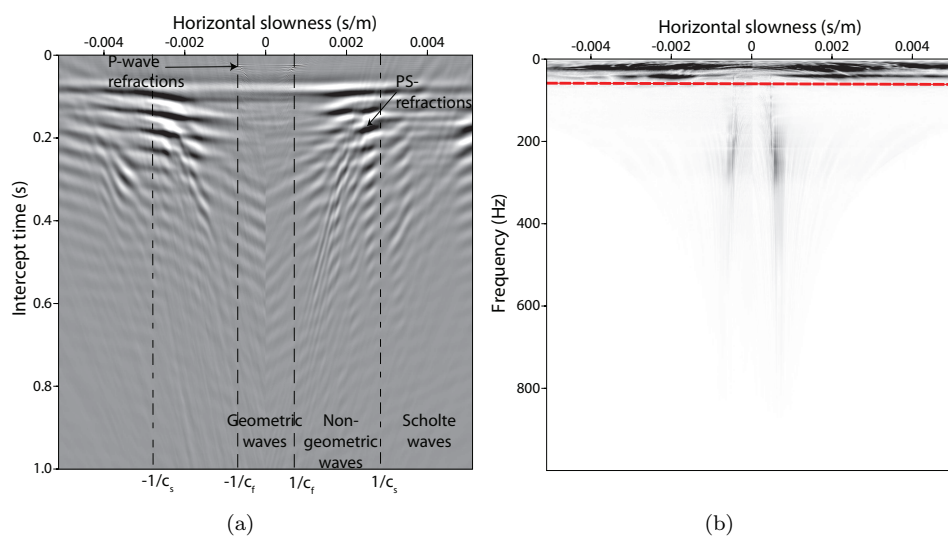 Horizontal slowness (s/m)
-0.004 -0.002 0 0.002 0.004
0
0.2
0.4
0.6
0.8
1.0
Intercept time (s)
P-wave
refractions
PS-
refractions
Geometric
waves
Non-
geometric
waves
Scholte
waves
-1/cs -1/cf 1/cf 1/cs
(a)
Horizontal slowness (s/m)
-0.004 -0.002 0 0.002 0.004
0
200
400
600
800
Frequency (Hz)
(b)